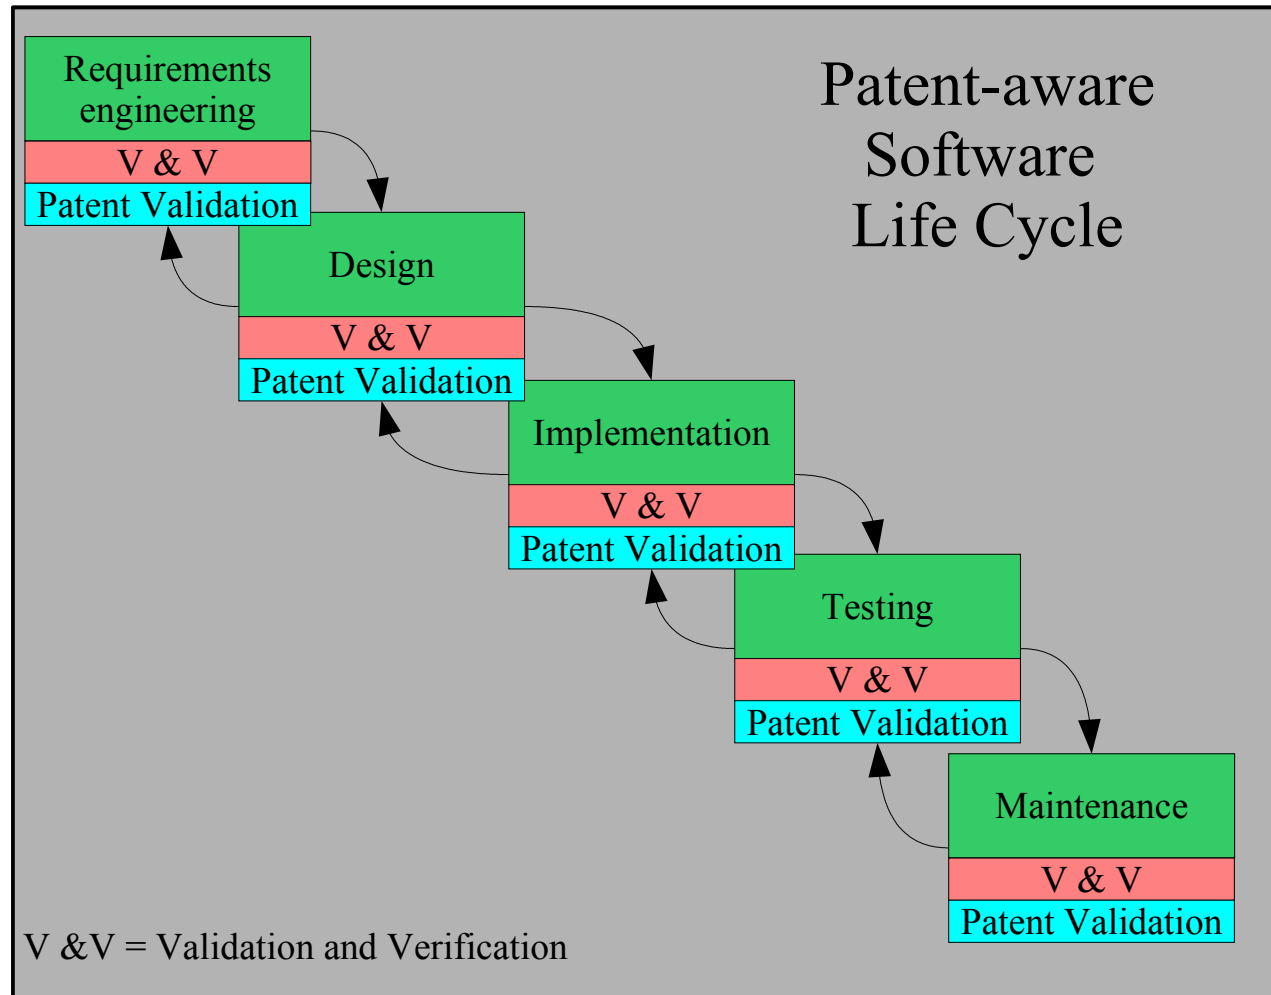 Patent-aware
Software
Life Cycle
Requirements
engineering
V & V
Patent Validation
Design
V & V
Patent Validation
Implementation
V & V
Patent Validation
Testing
V & V
Patent Validation
Maintenance
V & V
Patent Validation
V &V = Validation and Verification